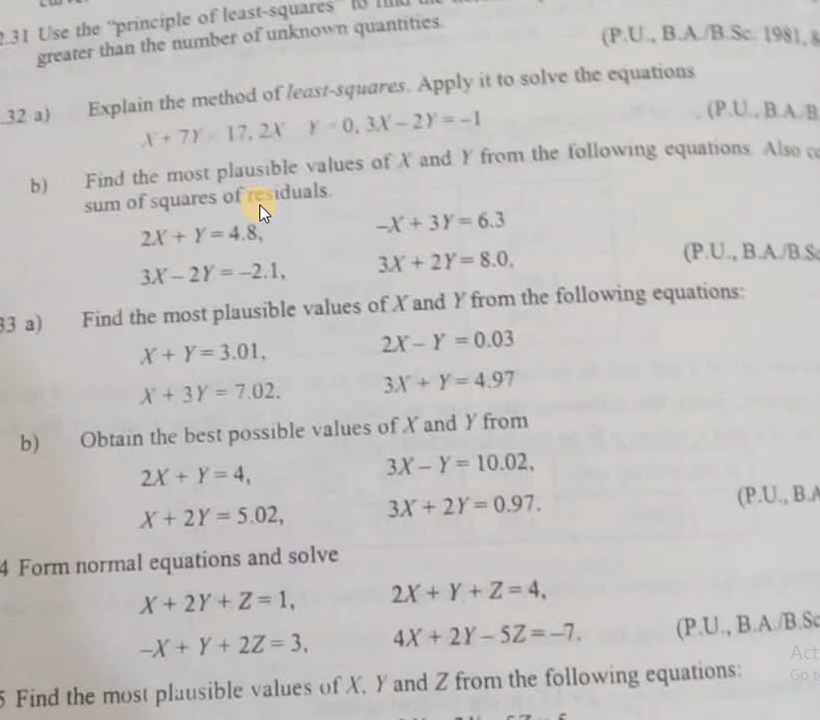 2.31 Use the "principle of least-squares" to
greater than the number of unknown quantities.
(P.U., B.A./B.Sc. 1981, &
.32 a) Explain the method of least-squares. Apply it to solve the equations
X + 7Y = 17, 2X Y = 0, 3X – 2Y = –1
(P.U., B.A. B
b) Find the most plausible values of X and Y from the following equations. Also
sum of squares of residuals.
2X + Y = 4.8, –X + 3Y = 6.3
3X – 2Y = –2.1, 3X + 2Y = 8.0.
(P.U., B.A./B.Sc
33 a) Find the most plausible values of X and Y from the following equations:
X + Y = 3.01, 2X – Y = 0.03
X + 3Y = 7.02. 3X + Y = 4.97
b) Obtain the best possible values of X and Y from
2X + Y = 4, 3X – Y = 10.02,
X + 2Y = 5.02, 3X + 2Y = 0.97.
(P.U., B.A
4 Form normal equations and solve
X + 2Y + Z = 1, 2X + Y + Z = 4,
–X + Y + 2Z = 3, 4X + 2Y – 5Z = –7.
(P.U., B.A./B.Sc
Act
Go t
5 Find the most plausible values of X, Y and Z from the following equations: